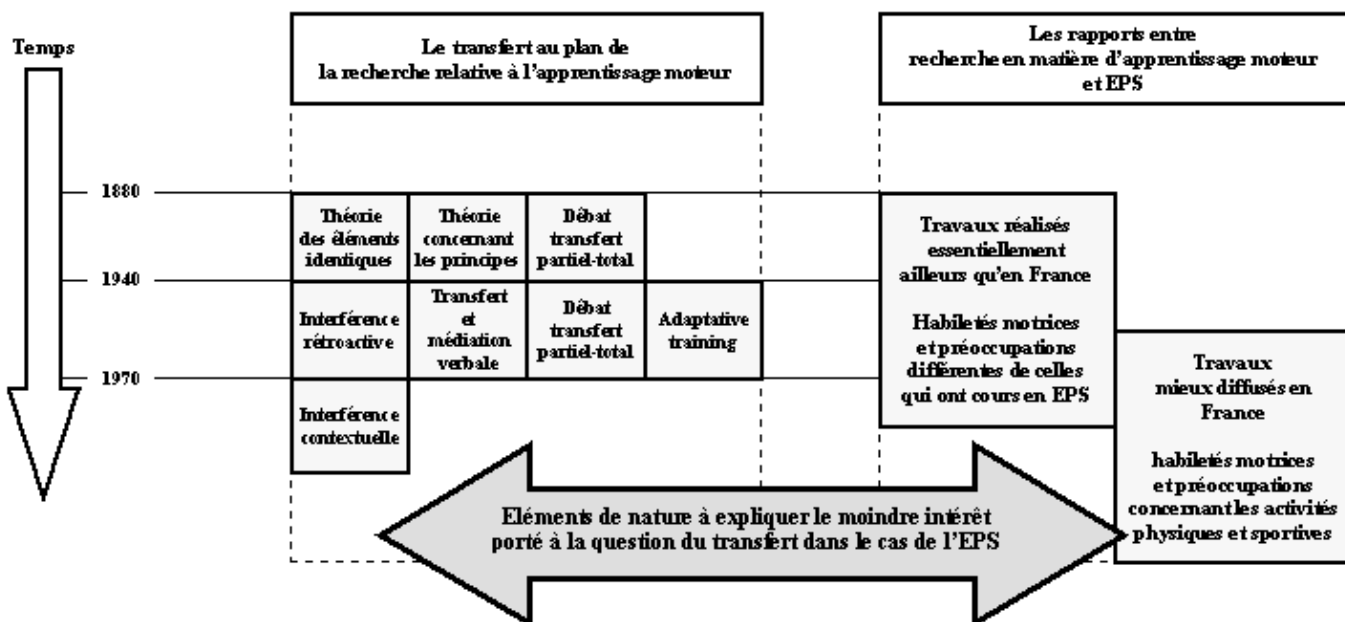 Temps
Le transfert au plan de
la recherche relative à l'apprentissage moteur
Les rapports entre
recherche en matière d'apprentissage moteur
et EPS
1880
Théorie
des éléments
identiques
Théorie
concernant
les principes
Débat
transfert
partiel-total
1940
Interférence
rétroactive
Transfert
et
médiation
verbale
Débat
transfert
partiel-total
Adaptative
training
1970
Interférence
contextuelle
Travaux réalisés
essentiellement
ailleurs qu'en France
Habiletés motrices
et préoccupations
différentes de celles
qui ont cours en EPS
Travaux
mieux diffusés en
France
habiletés motrices
et préoccupations
concernant les activités
physiques et sportives
Eléments de nature à expliquer le moindre intérêt
porté à la question du transfert dans le cas de l'EPS